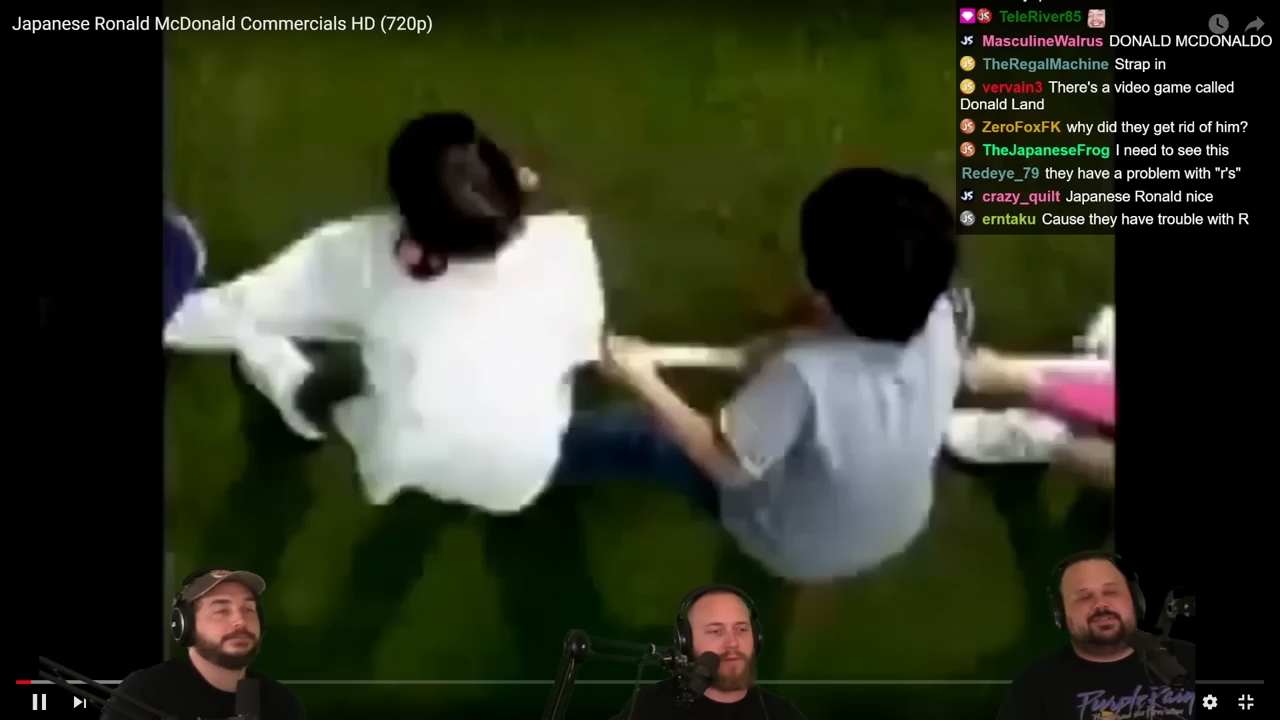 Japanese Ronald McDonald Commercials HD (720p)
TeleRiver85
MasculineWalrus DONALD MCDONALDO
TheRegalMachine Strap in
vervain3 There's a video game called
Donald Land
ZeroFoxFK why did they get rid of him?
TheJapaneseFrog I need to see this
Redeye_79 they have a problem with "r's"
crazy_quilt Japanese Ronald nice
erntaku Cause they have trouble with R
Purple Rain